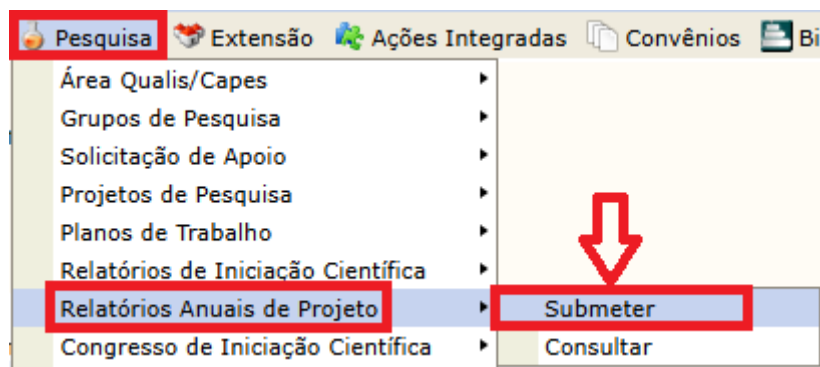 Pesquisa Extensão Ações Integradas Convênios Bi
Área Qualis/Capes
Grupos de Pesquisa
Solicitação de Apoio
Projetos de Pesquisa
Planos de Trabalho
Relatórios de Iniciação Científica
Relatórios Anuais de Projeto Submeter
Congresso de Iniciação Científica Consultar